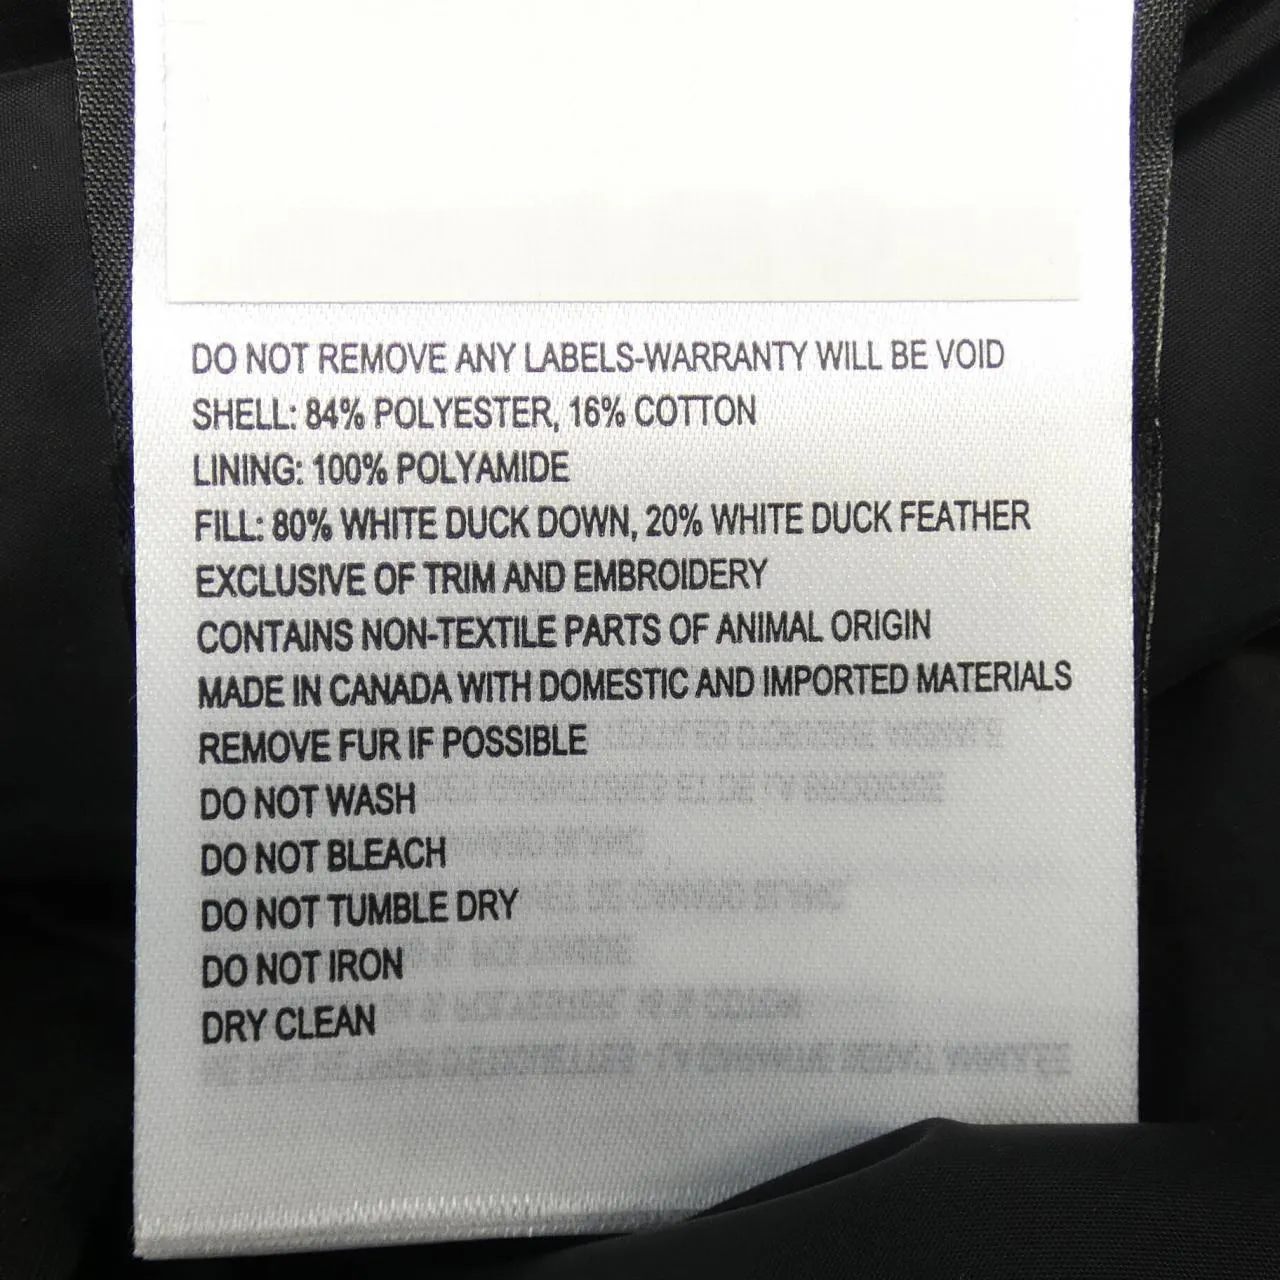 DO NOT REMOVE ANY LABELS-WARRANTY WILL BE VOID
SHELL: 84% POLYESTER, 16% COTTON
LINING: 100% POLYAMIDE
FILL: 80% WHITE DUCK DOWN, 20% WHITE DUCK FEATHER
EXCLUSIVE OF TRIM AND EMBROIDERY
CONTAINS NON-TEXTILE PARTS OF ANIMAL ORIGIN
MADE IN CANADA WITH DOMESTIC AND IMPORTED MATERIALS
REMOVE FUR IF POSSIBLE
DO NOT WASH
DO NOT BLEACH
DO NOT TUMBLE DRY
DO NOT IRON
DRY CLEAN